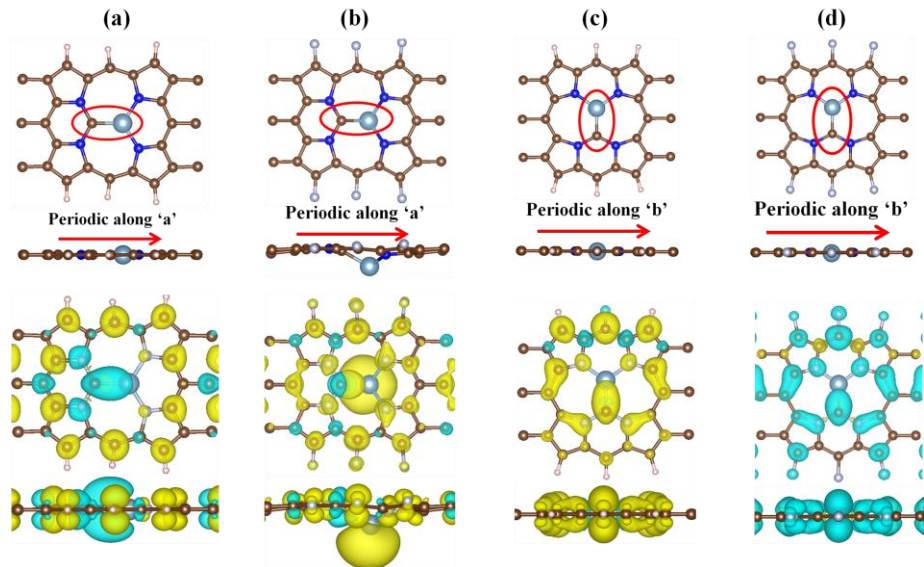 (a) (b) (c) (d)
Periodic along ‘a’ Periodic along ‘a’ Periodic along ‘b’ Periodic along ‘b’